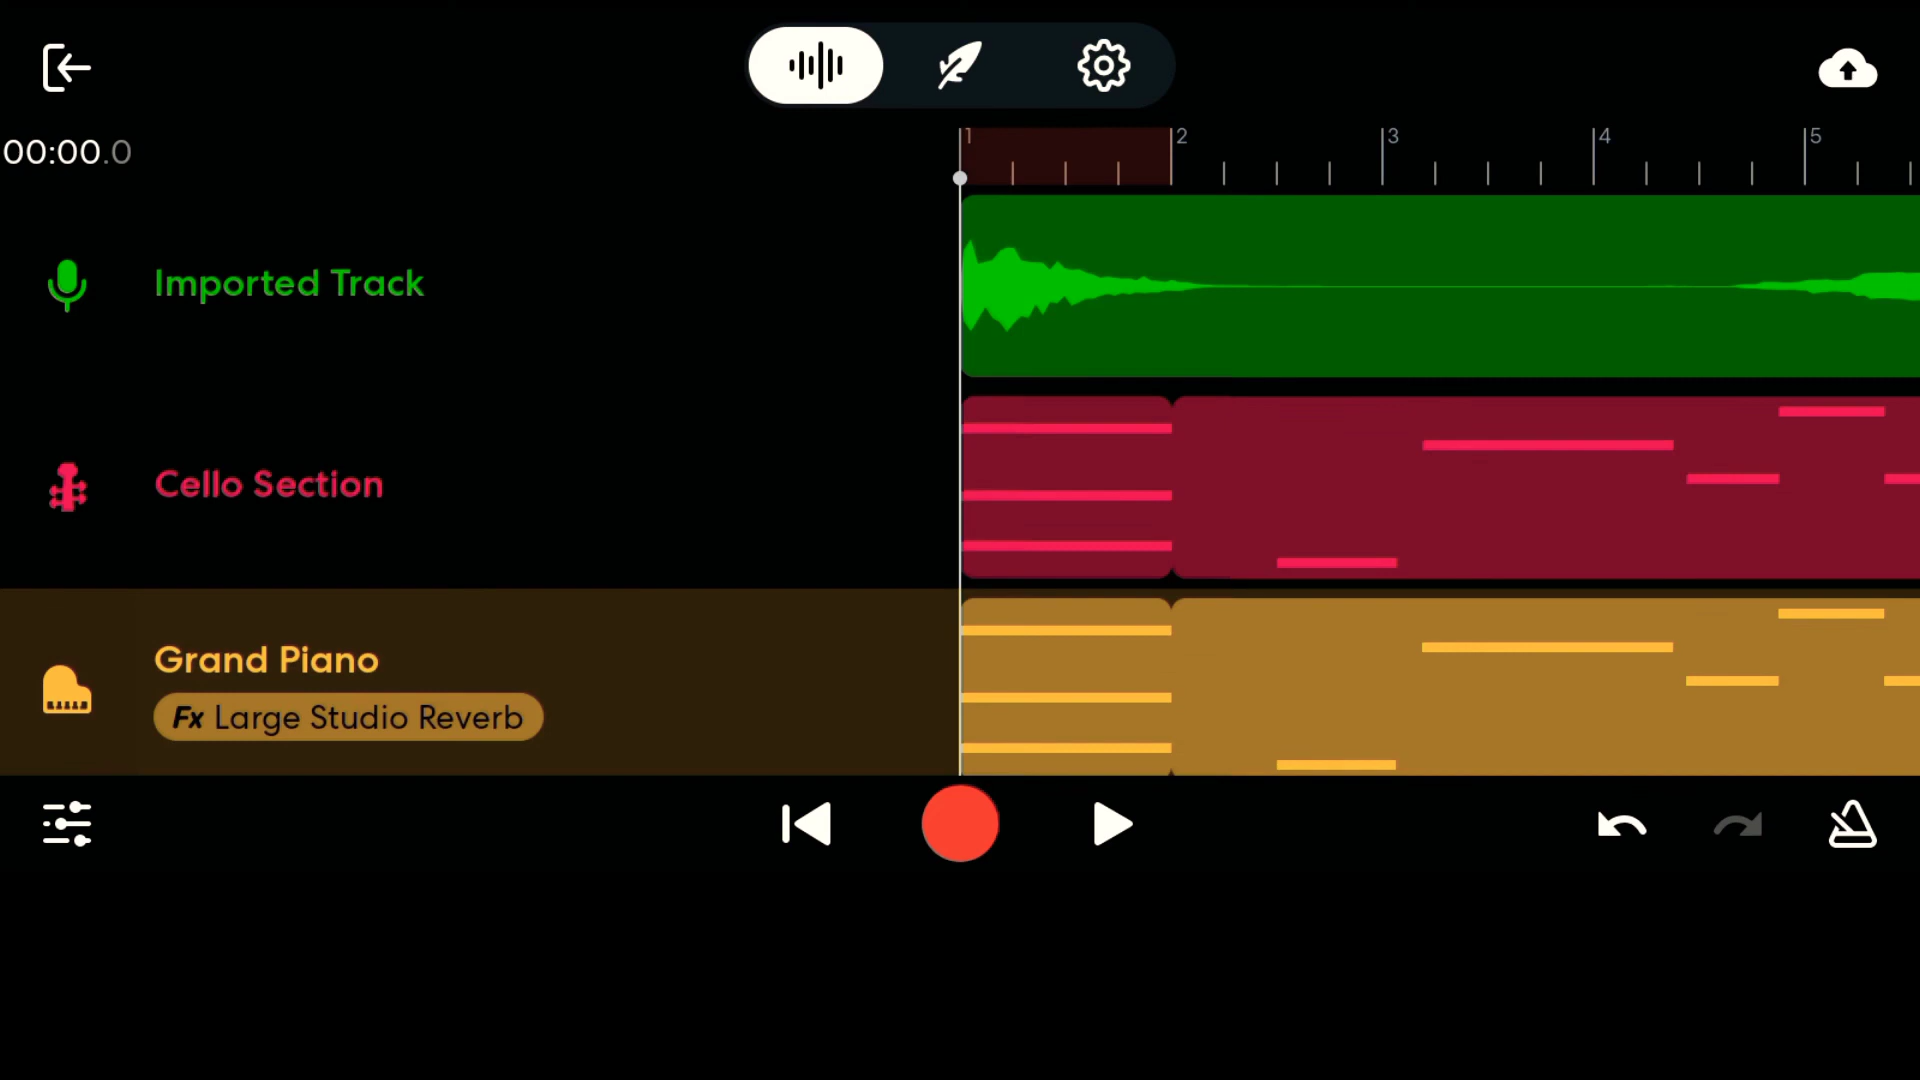 00:00.0
1 2 3 4 5
Imported Track
Cello Section
Grand Piano
Fx Large Studio Reverb